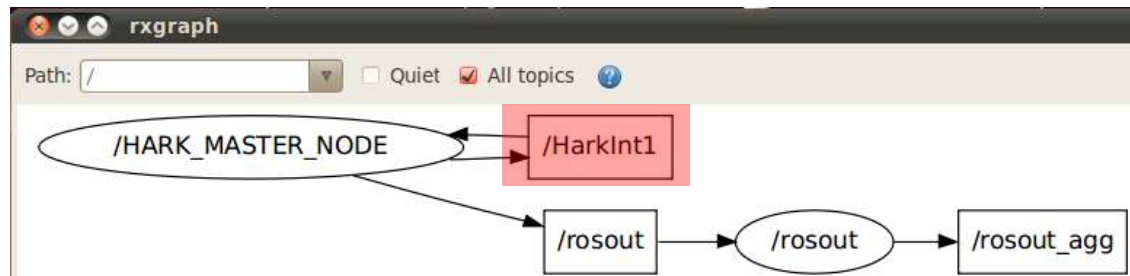 rxgraph
Path: / Quiet All topics ?
/HARK_MASTER_NODE /HarkInt1
/rosout /rosout /rosout_agg